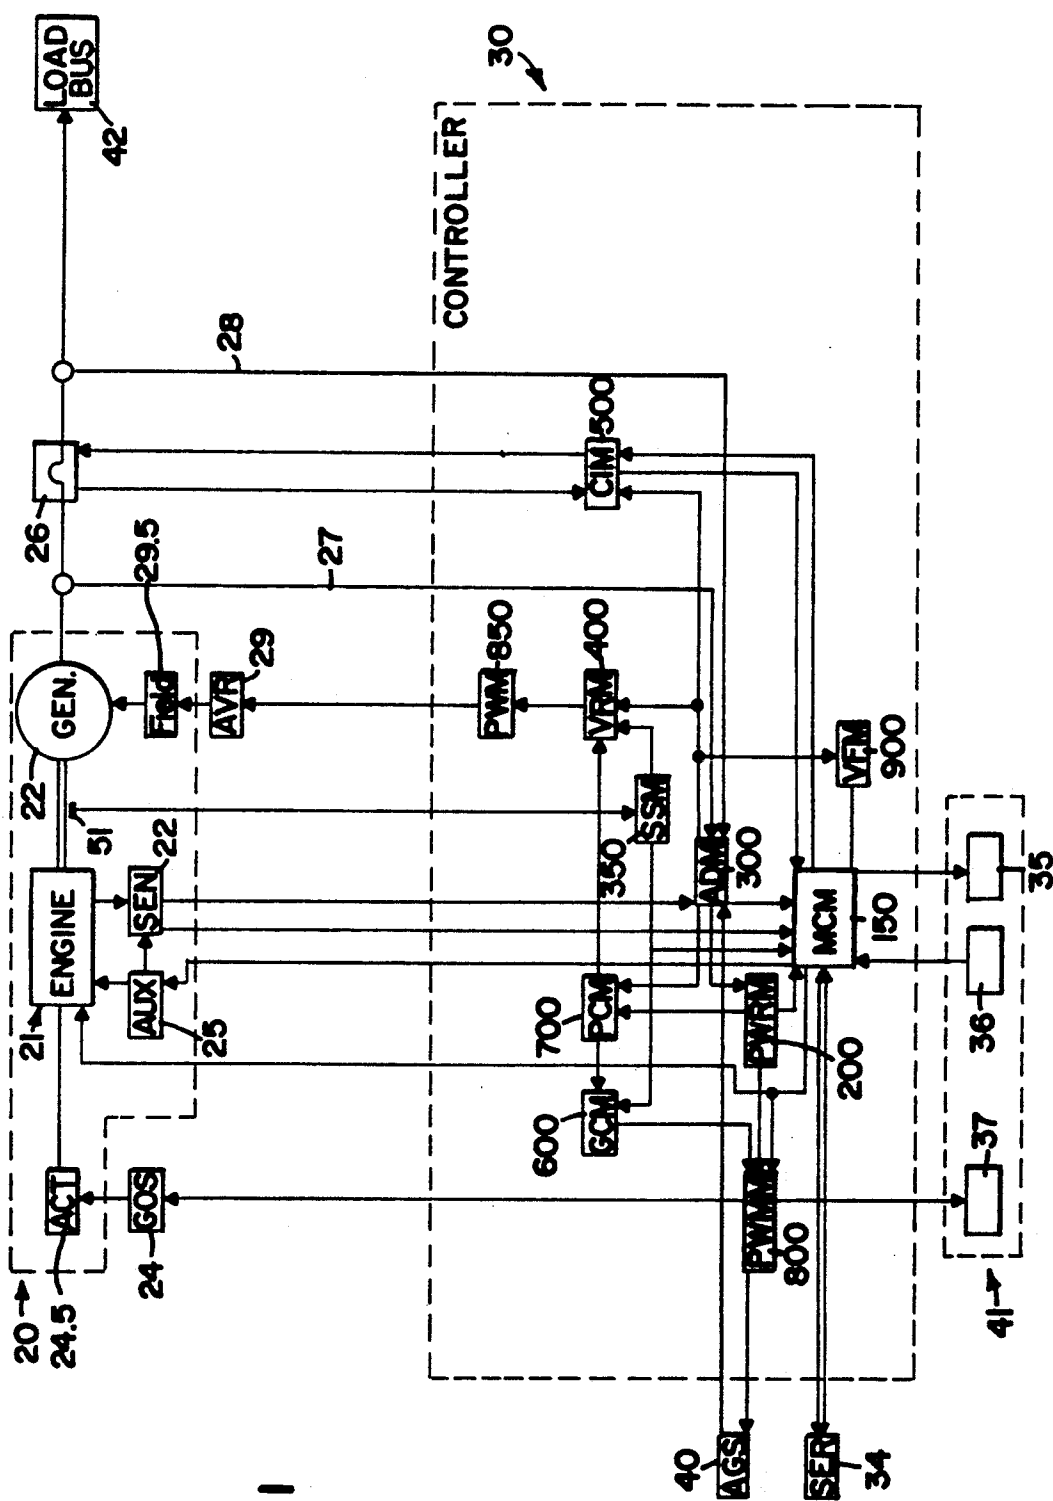 LOAD
BUS
42
30
CONTROLLER
28
26
29.5
27
CIM
500
GEN.
22
Field
AVR
29
PWM
850
VRM
400
VFM
900
51
SSM
350
ENGINE
21
SEN
22
AUX
25
ADM
300
MCM
150
35
36
PCM
700
PWRM
200
GCM
600
37
ACT
24.5
20
GOS
24
PWMM
800
41
AGS
40
SER
34
1